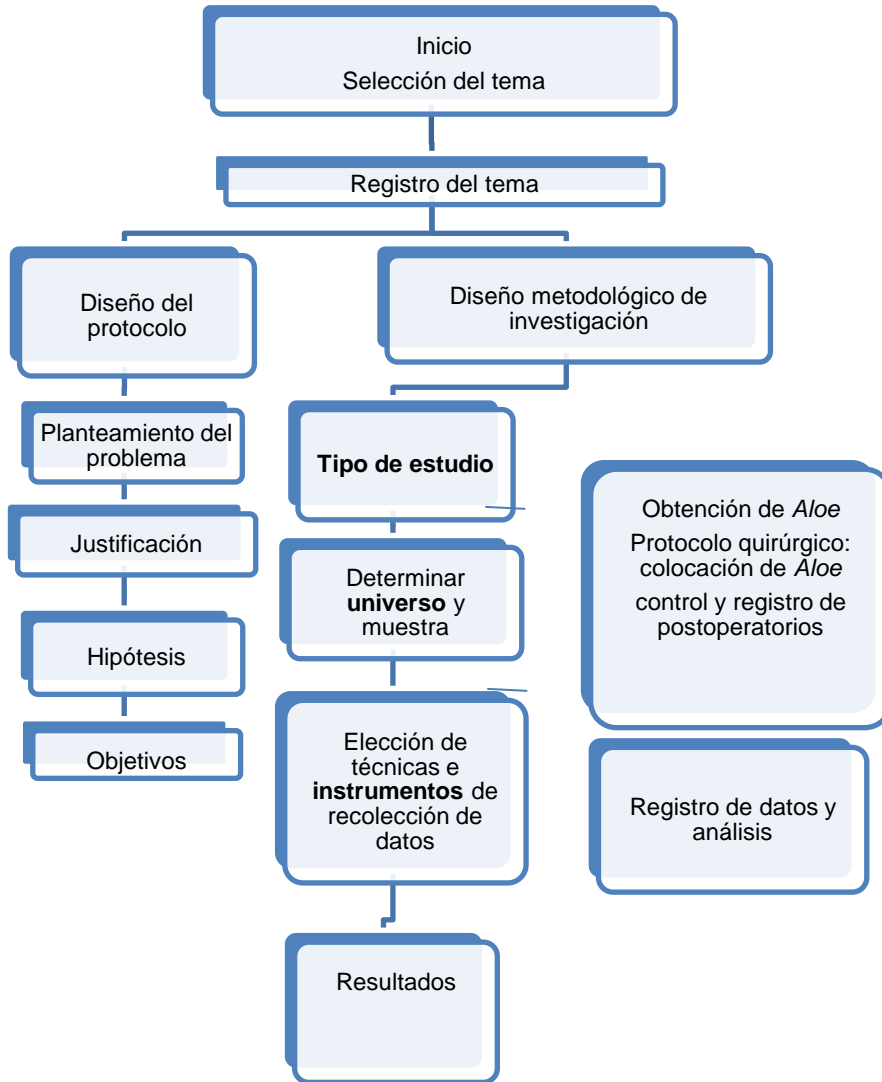 Inicio
Selección del tema
Registro del tema
Diseño del
protocolo
Diseño metodológico de
investigación
Planteamiento del
problema
Justificación
Hipótesis
Objetivos
Tipo de estudio
Determinar
universo y
muestra
Elección de
técnicas e
instrumentos de
recolección de
datos
Resultados
Obtención de Aloe
Protocolo quirúrgico:
colocación de Aloe
control y registro de
postoperatorios
Registro de datos y
análisis